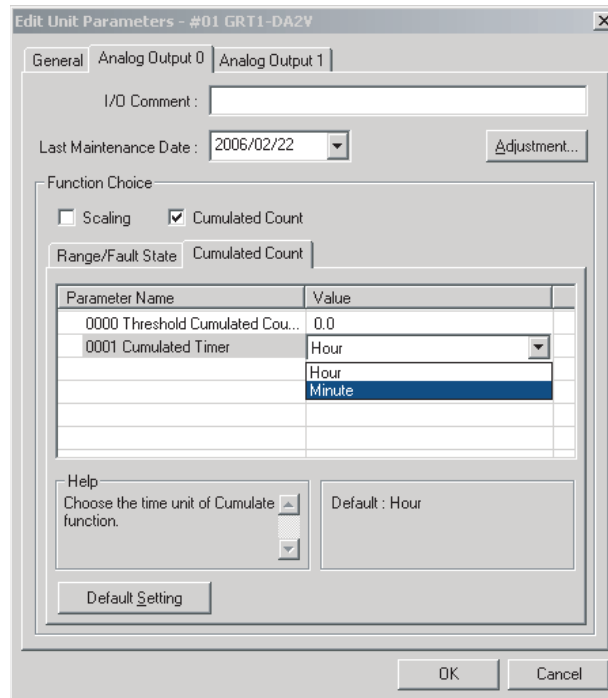 Edit Unit Parameters - #01 GRT1-DA2V
General Analog Output 0 Analog Output 1
I/O Comment :
Last Maintenance Date : 2006/02/22 Adjustment...
Function Choice
Scaling Cumulated Count
Range/Fault State Cumulated Count
Parameter Name Value
0000 Threshold Cumulated Cou... 0.0
0001 Cumulated Timer Hour
Hour
Minute
Help
Choose the time unit of Cumulate
function.
Default : Hour
Default Setting
OK Cancel